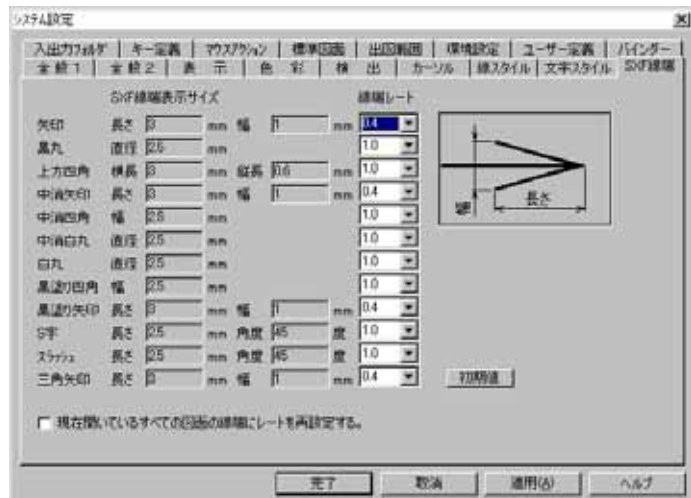 システム設定
入出力フォルダ キー定義 マウスアクション 標準図面 出図範囲 環境設定 ユーザー定義 バインダー
全般1 全般2 表 示 色 彩 検 出 カーソル 線スタイル 文字スタイル SXF線端
SXF線端表示サイズ 線端レート
矢印 長さ 3 mm 幅 1 mm 0.4
黒丸 直径 2.5 mm 1.0
上方四角 横長 3 mm 縦長 0.6 mm 1.0
中消矢印 長さ 3 mm 幅 1 mm 0.4
中消四角 幅 2.5 mm 1.0
中消白丸 直径 2.5 mm 1.0
白丸 直径 2.5 mm 1.0
黒塗り四角 幅 2.5 mm 1.0
黒塗り矢印 長さ 3 mm 幅 1 mm 0.4
S字 長さ 2.5 mm 角度 45 度 1.0
スラッシュ 長さ 2.5 mm 角度 45 度 1.0
三角矢印 長さ 3 mm 幅 1 mm 0.4
幅 長さ
初期値
現在開いているすべての図面の線端にレートを再設定する。
完了 取消 適用(A) ヘルプ